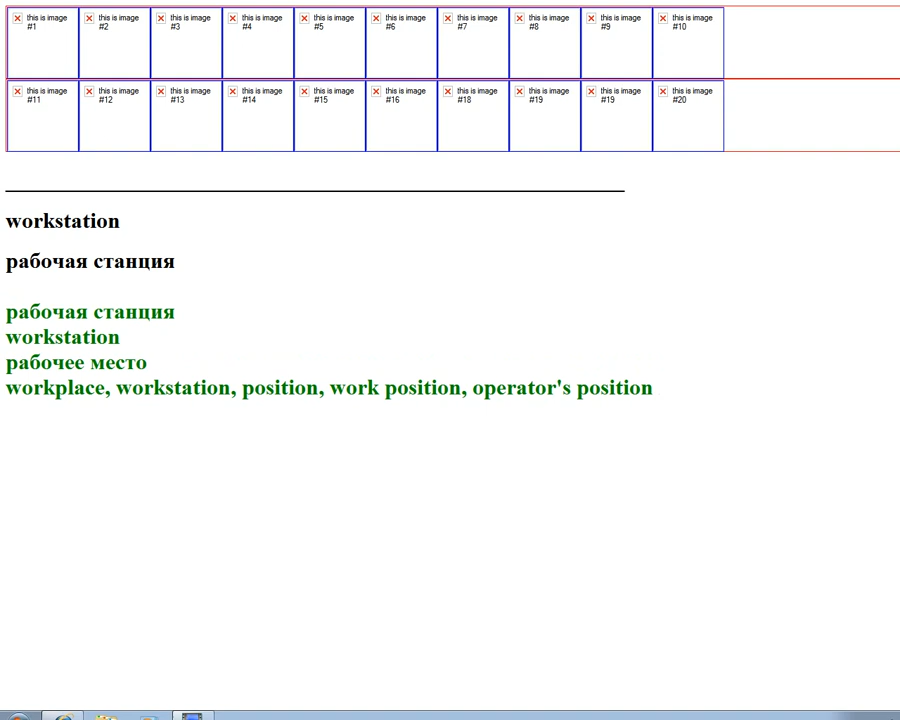 this is image this is image this is image this is image this is image this is image this is image this is image this is image this is image
#1 #2 #3 #4 #5 #6 #7 #8 #9 #10
this is image this is image this is image this is image this is image this is image this is image this is image this is image this is image
#11 #12 #13 #14 #15 #16 #18 #19 #19 #20
workstation
рабочая станция
рабочая станция
workstation
рабочее место
workplace, workstation, position, work position, operator's position